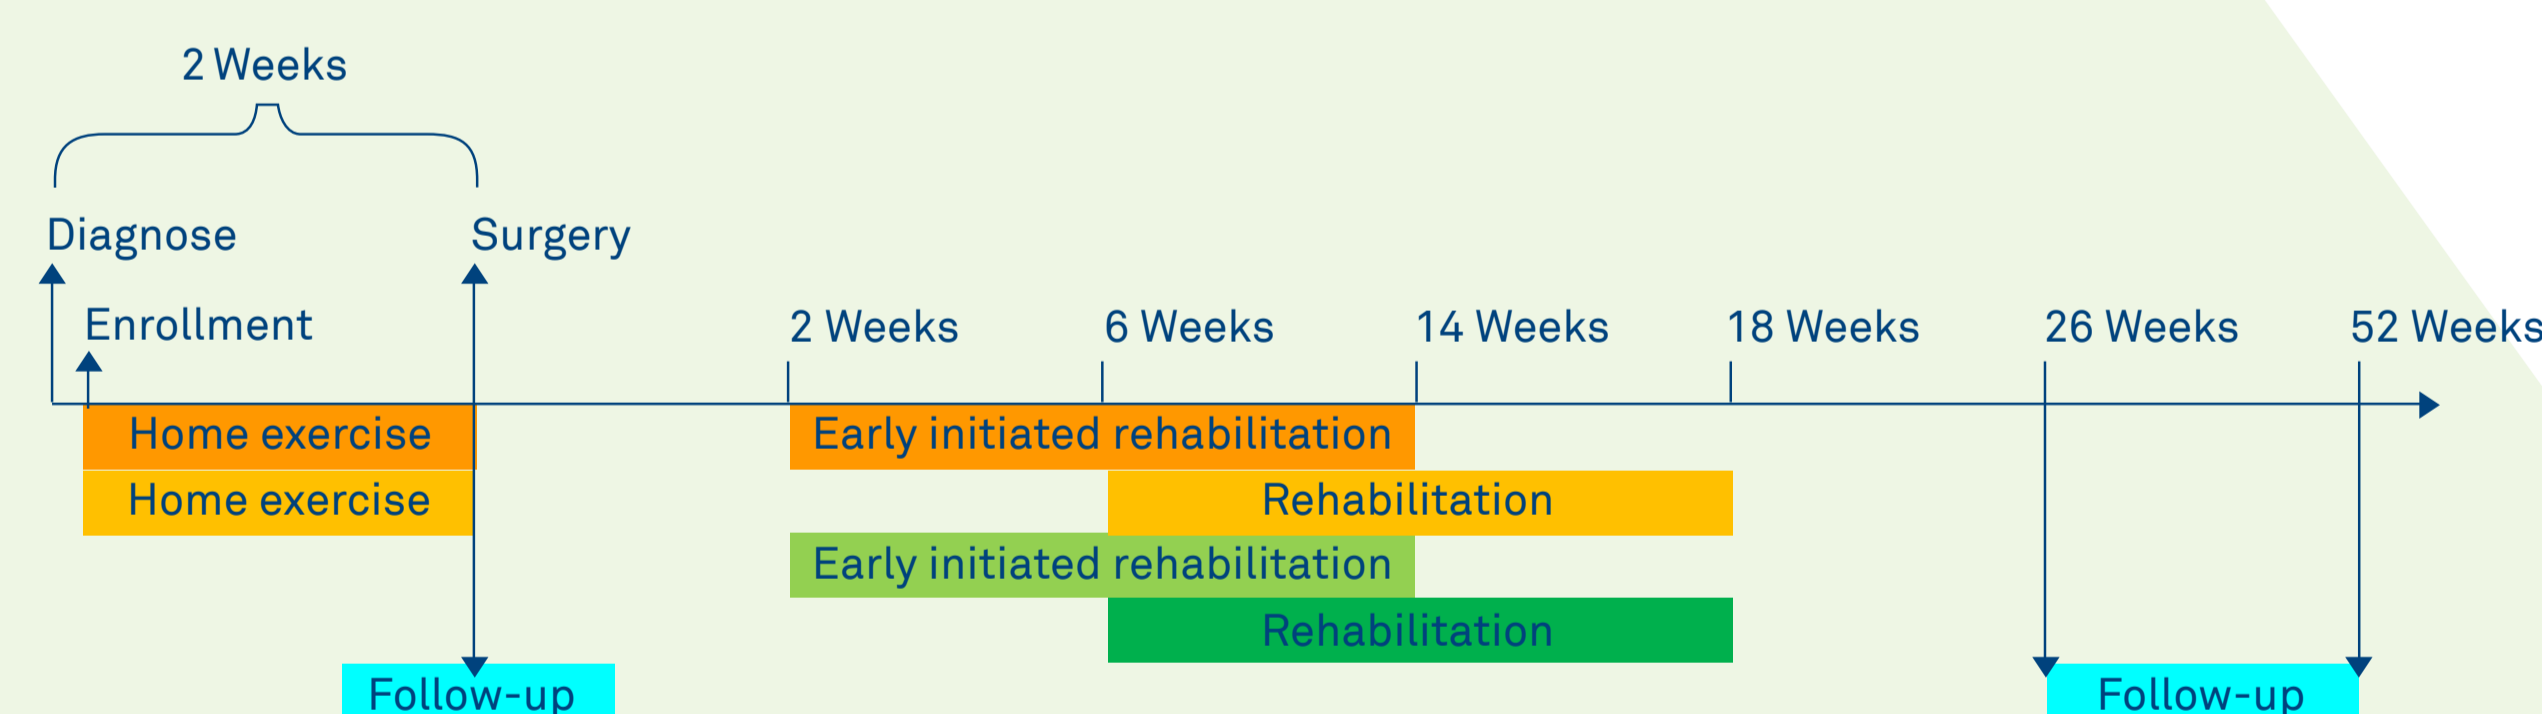 2 Weeks
Diagnose
Surgery
Enrollment
2 Weeks
6 Weeks
14 Weeks
18 Weeks
26 Weeks
52 Weeks
Home exercise
Early initiated rehabilitation
Home exercise
Rehabilitation
Early initiated rehabilitation
Rehabilitation
Follow-up
Follow-up